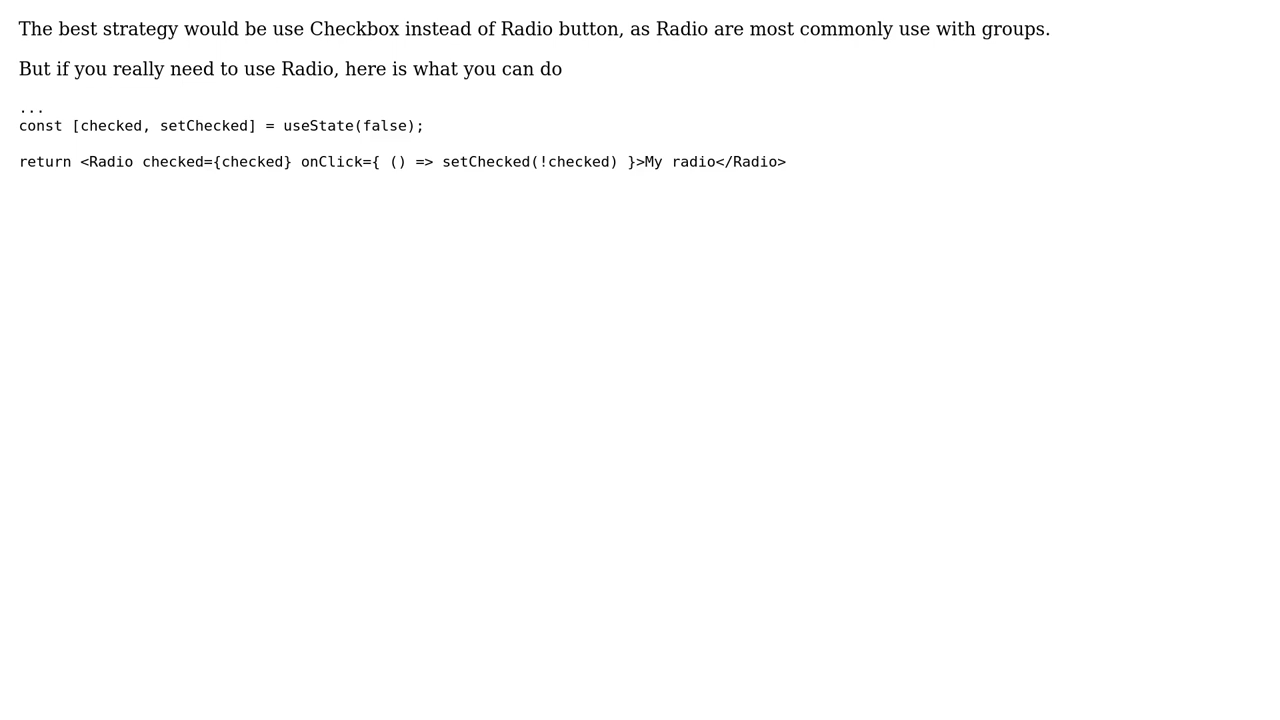 The best strategy would be use Checkbox instead of Radio button, as Radio are most commonly use with groups.
But if you really need to use Radio, here is what you can do
...
const [checked, setChecked] = useState(false);
return <Radio checked={checked} onClick={ () => setChecked(!checked) }>My radio</Radio>